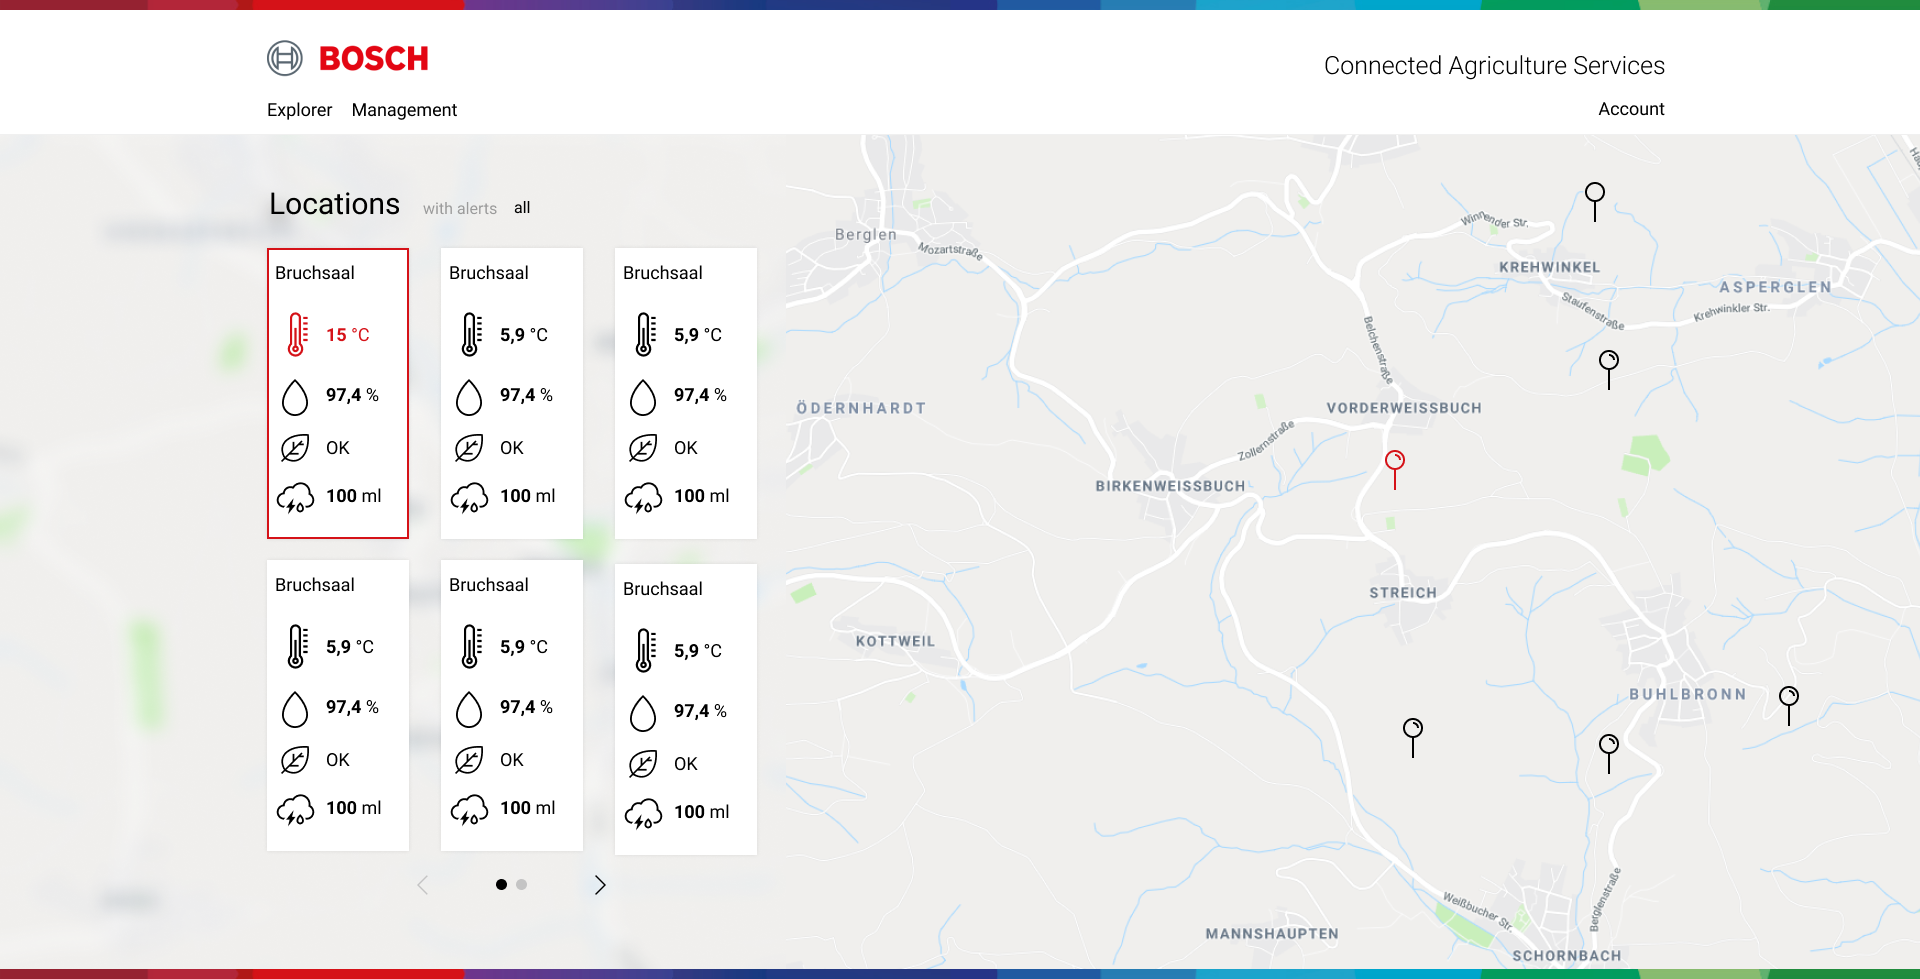 BOSCH
Connected Agriculture Services
Explorer Management
Account
Locations with alerts all
Bruchsaal
15 °C
97,4 %
OK
100 ml
Bruchsaal
5,9 °C
97,4 %
OK
100 ml
Bruchsaal
5,9 °C
97,4 %
OK
100 ml
Bruchsaal
5,9 °C
97,4 %
OK
100 ml
Bruchsaal
5,9 °C
97,4 %
OK
100 ml
Bruchsaal
5,9 °C
97,4 %
OK
100 ml
Berglen
Mozartstraße
Winnender Str.
KREHWINKEL
ASPERGLEN
Staufenstraße
Krehwinkler Str.
Belchenstraße
ÖDERNHARDT
VORDERWEISSBUCH
Zollernstraße
BIRKENWEISSBUCH
STREICH
KOTTWEIL
BUHLBRONN
Weißbucher Str.
Berglenstraße
MANNSHAUPTEN
SCHORNBACH